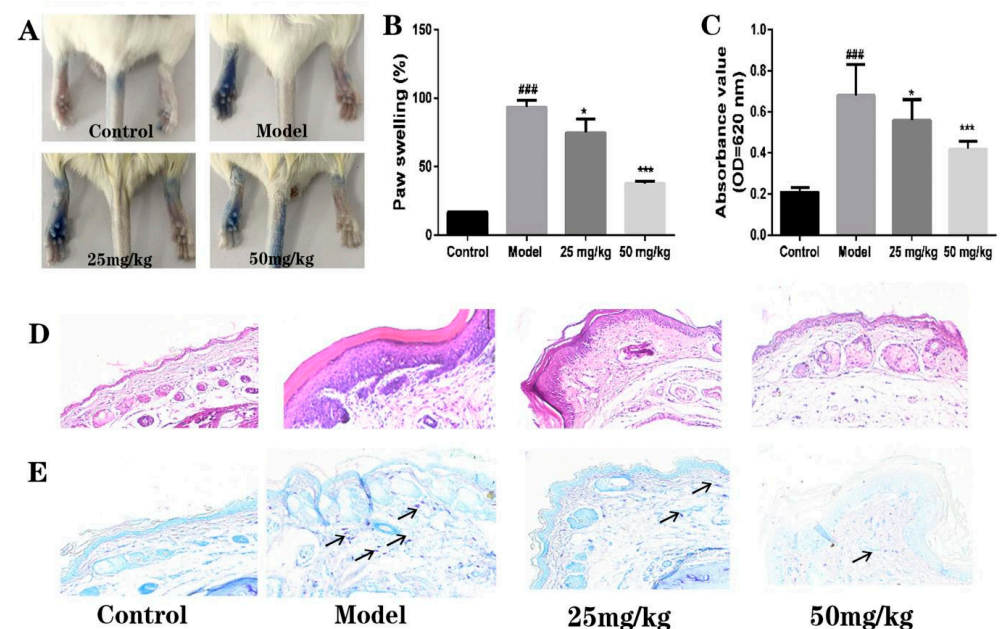 A
Control
Model
25mg/kg
50mg/kg
B
Paw swelling (%)
150
100
50
0
###
*
***
Control Model 25 mg/kg 50 mg/kg
C
Absorbance value
(OD=620 nm)
1.0
0.8
0.6
0.4
0.2
0.0
###
*
***
Control Model 25 mg/kg 50 mg/kg
D
E
Control Model 25mg/kg 50mg/kg